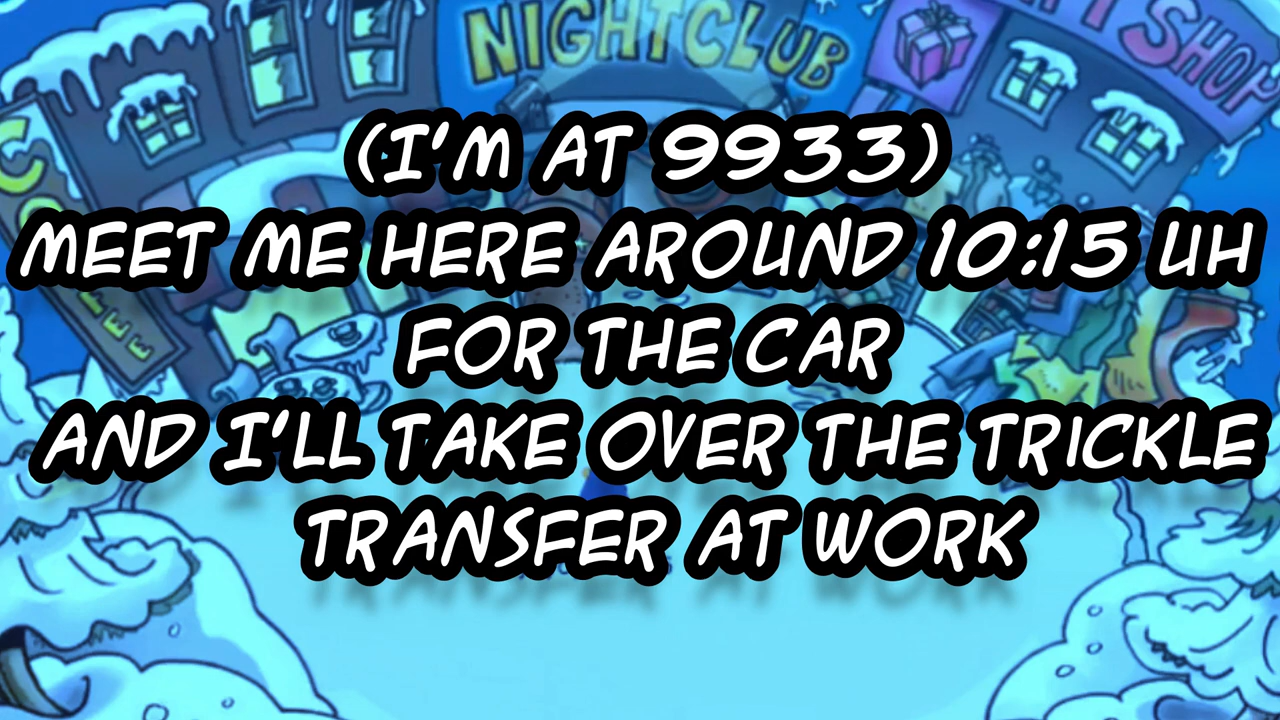 NIGHTCLUB
SHOP
(I'M AT 9933)
MEET ME HERE AROUND 10:15 UH
FOR THE CAR
AND I'LL TAKE OVER THE TRICKLE
TRANSFER AT WORK